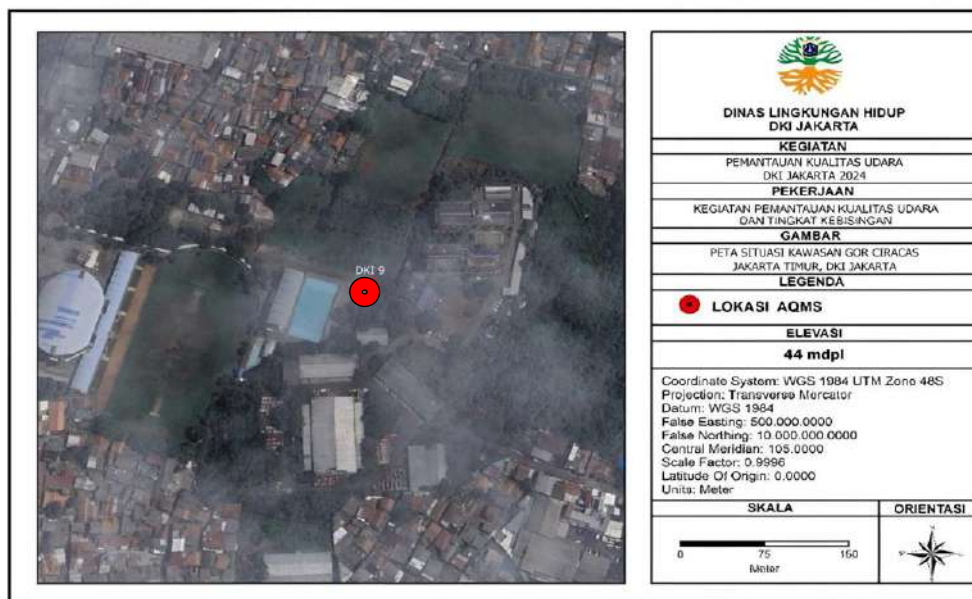 DKI 9
DINAS LINGKUNGAN HIDUP
DKI JAKARTA
KEGIATAN
PEMANTAUAN KUALITAS UDARA
DKI JAKARTA 2024
PEKERJAAN
KEGIATAN PEMANTAUAN KUALITAS UDARA
DAN TINGKAT KEBISINGAN
GAMBAR
PETA SITUASI KAWASAN GOR CIRACAS
JAKARTA TIMUR, DKI JAKARTA
LEGENDA
LOKASI AQMS
ELEVASI
44 mdpl
Coordinate System: WGS 1984 UTM Zone 48S
Projection: Transverse Mercator
Datum: WGS 1984
False Easting: 500.000.0000
False Northing: 10.000.000.0000
Central Meridian: 105.0000
Scale Factor: 0.9996
Latitude Of Origin: 0.0000
Units: Meter
SKALA
ORIENTASI
0 75 150
Meter